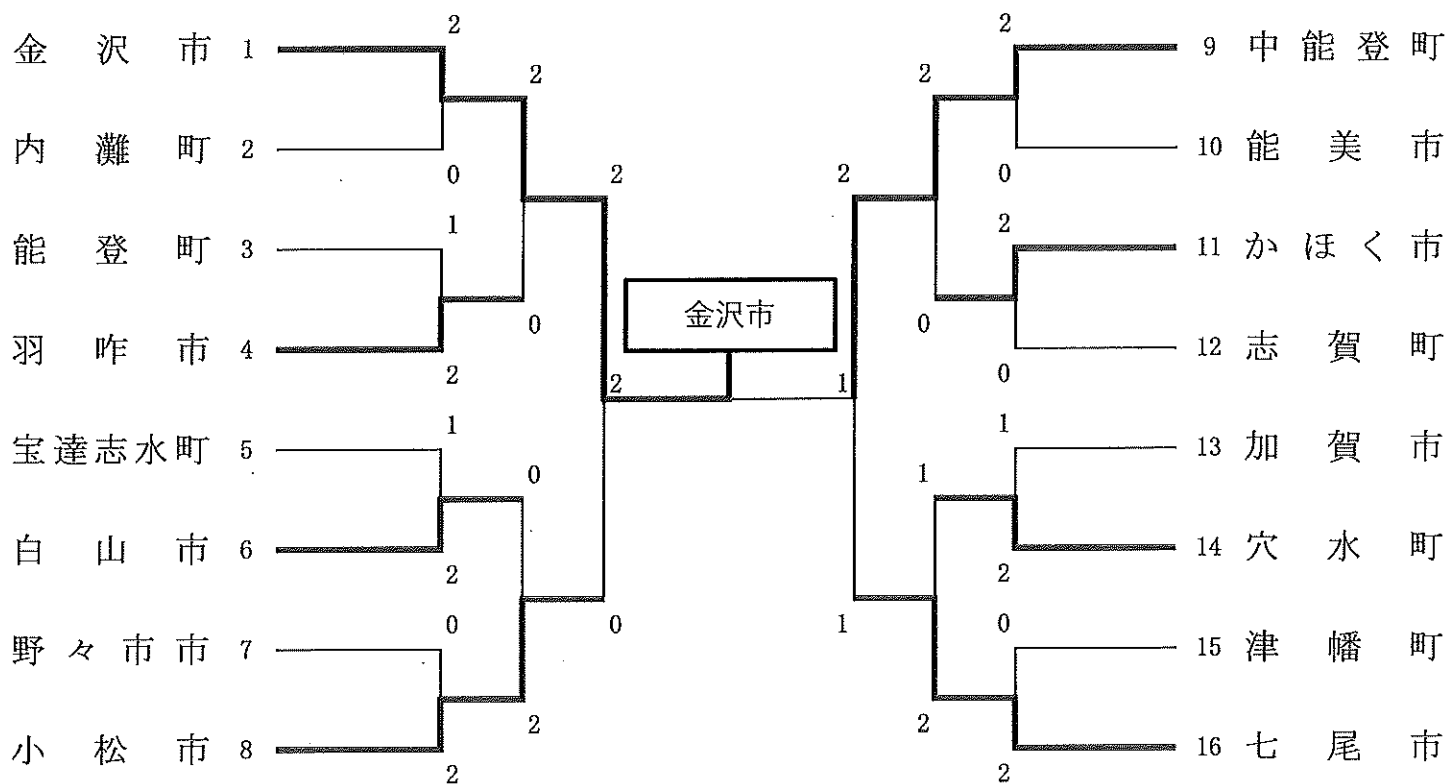 金沢市 1
内灘町 2
能登町 3
羽咋市 4
宝達志水町 5
白山市 6
野々市市 7
小松市 8
2
0
1
2
1
2
0
2
2
0
0
2
2
0
2
金沢市
1
2
1
2
0
1
2
2
0
2
0
1
2
0
2
9 中能登町
10 能美市
11 かほく市
12 志賀町
13 加賀市
14 穴水町
15 津幡町
16 七尾市